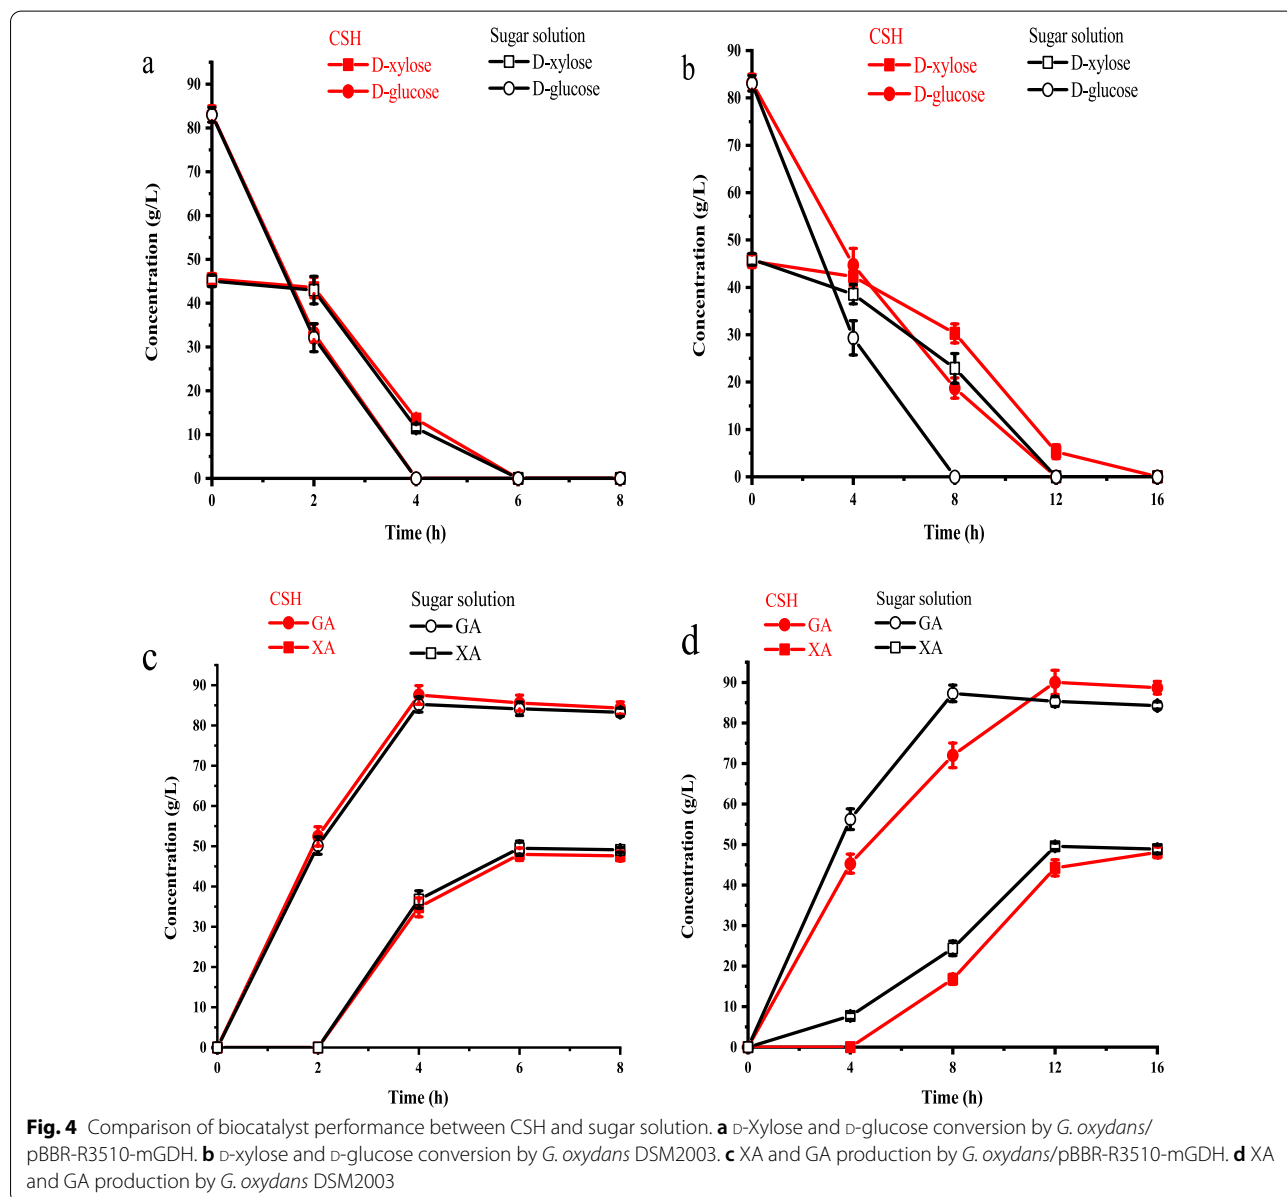 a
CSH
Sugar solution
D-xylose
D-xylose
D-glucose
D-glucose
90
80
70
60
50
40
30
20
10
0
Concentration (g/L)
0 2 4 6 8
Time (h)
b
CSH
Sugar solution
D-xylose
D-xylose
D-glucose
D-glucose
90
80
70
60
50
40
30
20
10
0
Concentration (g/L)
0 4 8 12 16
Time (h)
c
CSH
Sugar solution
GA
GA
XA
XA
90
80
70
60
50
40
30
20
10
0
Concentration (g/L)
0 2 4 6 8
Time (h)
d
CSH
Sugar solution
GA
GA
XA
XA
90
80
70
60
50
40
30
20
10
0
Concentration (g/L)
0 4 8 12 16
Time (h)
Fig. 4 Comparison of biocatalyst performance between CSH and sugar solution. a D-Xylose and D-glucose conversion by G. oxydans/
pBBR-R3510-mGDH. b D-xylose and D-glucose conversion by G. oxydans DSM2003. c XA and GA production by G. oxydans/pBBR-R3510-mGDH. d XA
and GA production by G. oxydans DSM2003